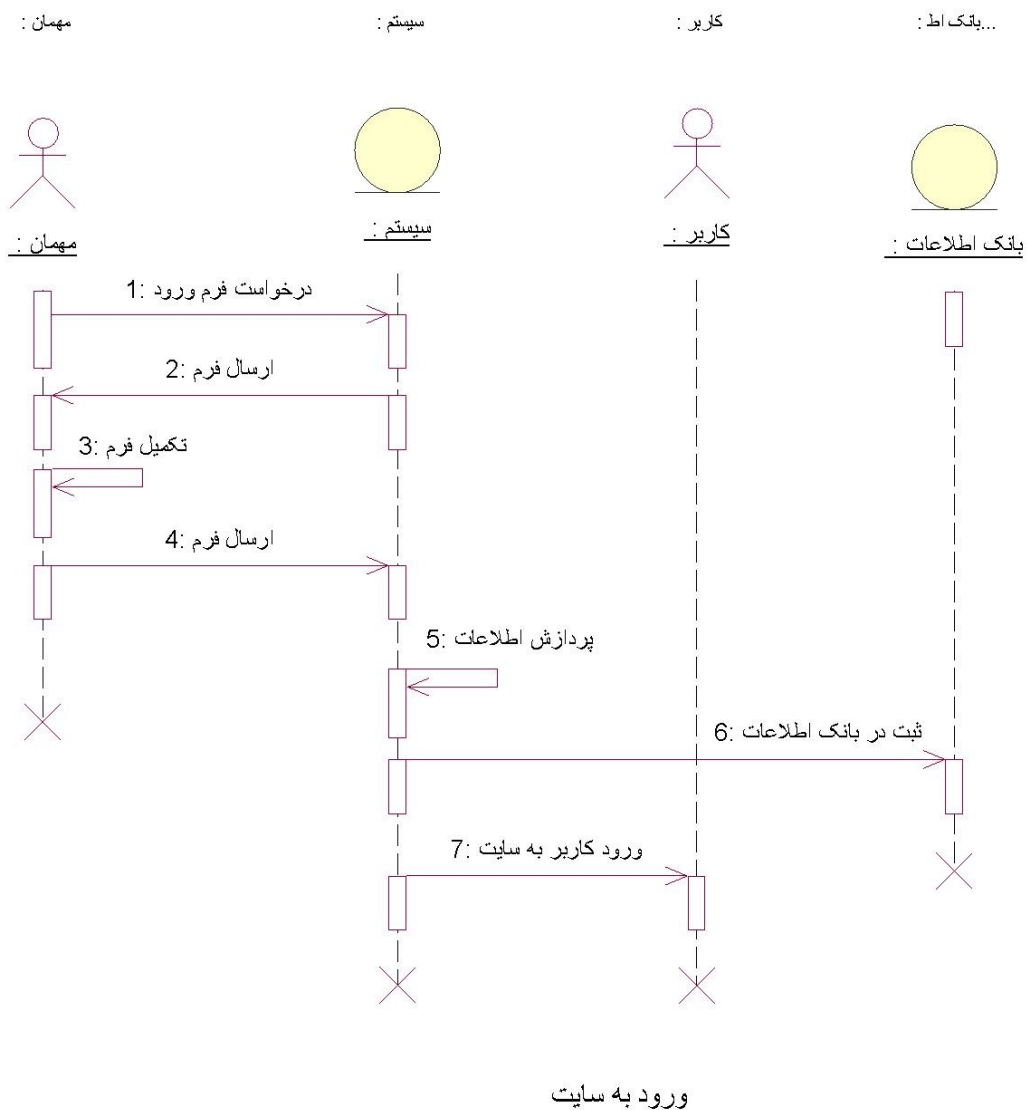 مهمان :
سیستم :
کاربر :
بانک اط... :
مهمان :
سیستم :
کاربر :
بانک اطلاعات :
1: درخواست فرم ورود
2: ارسال فرم
3: تکمیل فرم
4: ارسال فرم
5: پردازش اطلاعات
6: ثبت در بانک اطلاعات
7: ورود کاربر به سایت
ورود به سایت